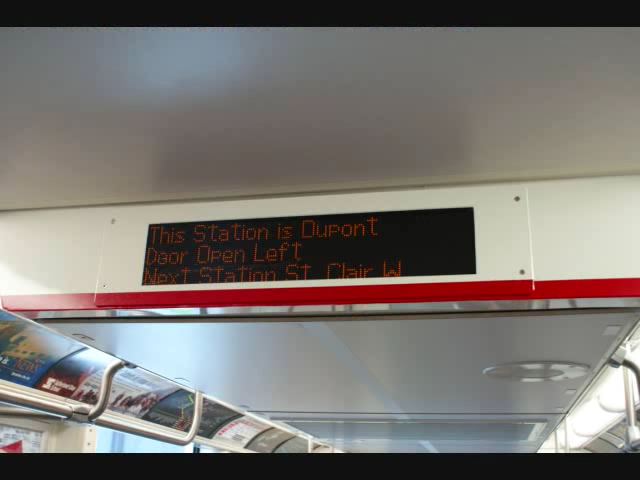 This Station is Dupont
Door Open Left
Next Station St. Clair W